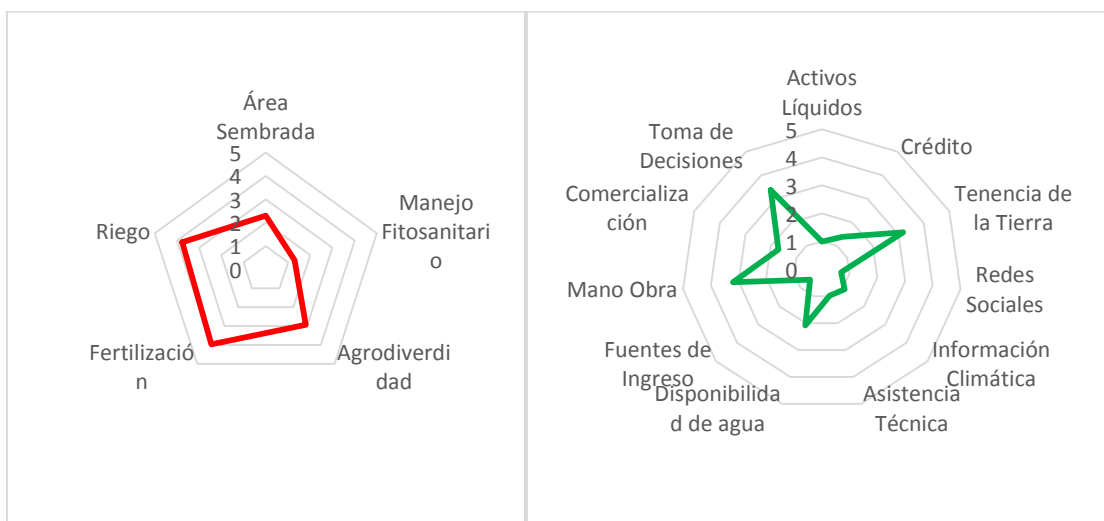 Área
Sembrada
5
4
3
2
1
0
Manejo
Fitosanitari
o
Agrodiverdi
dad
Fertilizació
n
Riego
Activos
Líquidos
5
4
3
2
1
0
Crédito
Tenencia de
la Tierra
Redes
Sociales
Información
Climática
Asistencia
Técnica
Disponibilida
d de agua
Fuentes de
Ingreso
Mano Obra
Comercializa
ción
Toma de
Decisiones